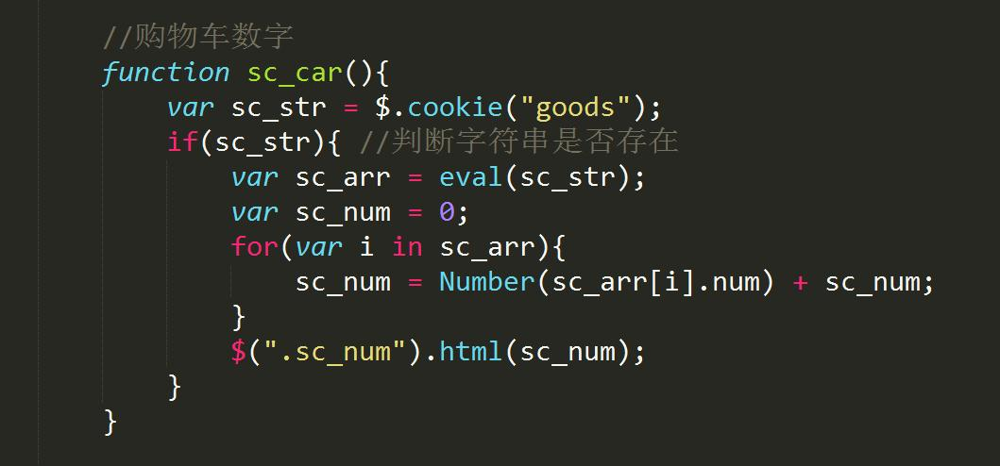 //购物车数字
function sc_car(){
var sc_str = $.cookie("goods");
if(sc_str){ //判断字符串是否存在
var sc_arr = eval(sc_str);
var sc_num = 0;
for(var i in sc_arr){
sc_num = Number(sc_arr[i].num) + sc_num;
}
$(".sc_num").html(sc_num);
}
}